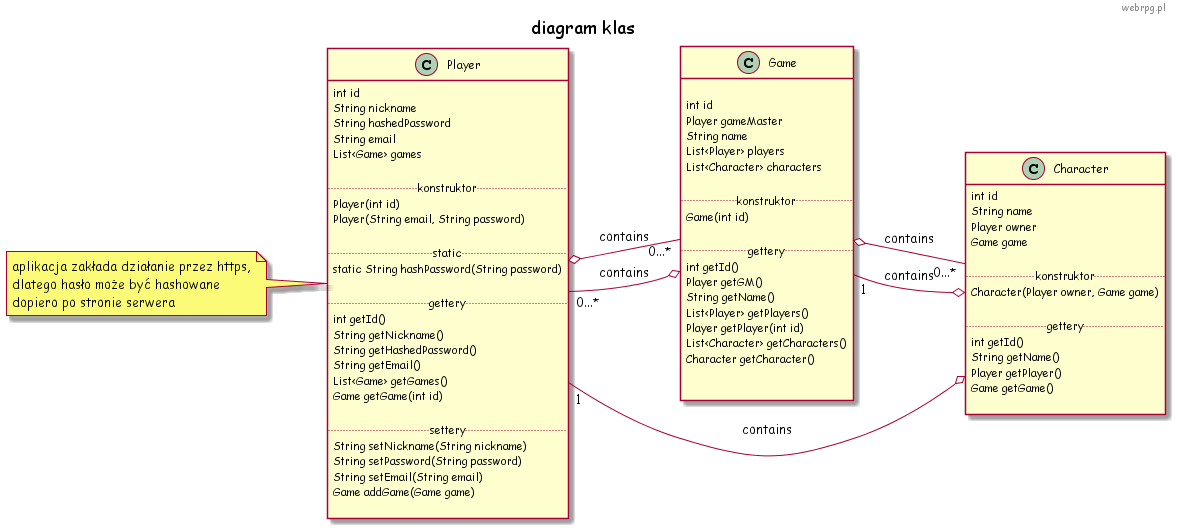 webrpg.pl
diagram klas
aplikacja zakłada działanie przez https,
dlatego hasło może być hashowane
dopiero po stronie serwera
C Player
int id
String nickname
String hashedPassword
String email
List<Game> games
konstruktor
Player(int id)
Player(String email, String password)
static
static String hashPassword(String password)
gettery
int getId()
String getNickname()
String getHashedPassword()
String getEmail()
List<Game> getGames()
Game getGame(int id)
settery
String setNickname(String nickname)
String setPassword(String password)
String setEmail(String email)
Game addGame(Game game)
contains
0...*
contains
0...*
1
contains
C Game
int id
Player gameMaster
String name
List<Player> players
List<Character> characters
konstruktor
Game(int id)
gettery
int getId()
Player getGM()
String getName()
List<Player> getPlayers()
Player getPlayer(int id)
List<Character> getCharacters()
Character getCharacter()
contains
0...*
contains
1
C Character
int id
String name
Player owner
Game game
konstruktor
Character(Player owner, Game game)
gettery
int getId()
String getName()
Player getPlayer()
Game getGame()